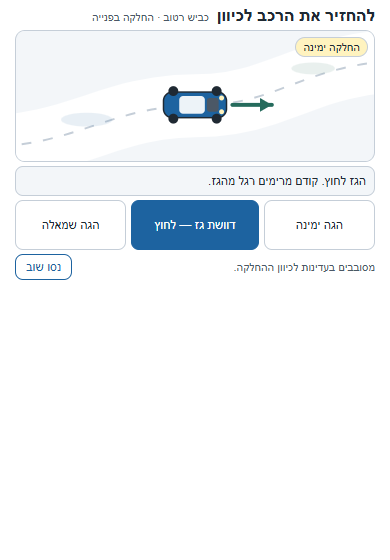 להחזיר את הרכב לכיוון כביש רטוב · החלקה בפנייה
החלקה ימינה
הגז לחוץ. קודם מרימים רגל מהגז.
הגה ימינה
דוושת גז — לחוץ
הגה שמאלה
מסובבים בעדינות לכיוון ההחלקה.
נסו שוב